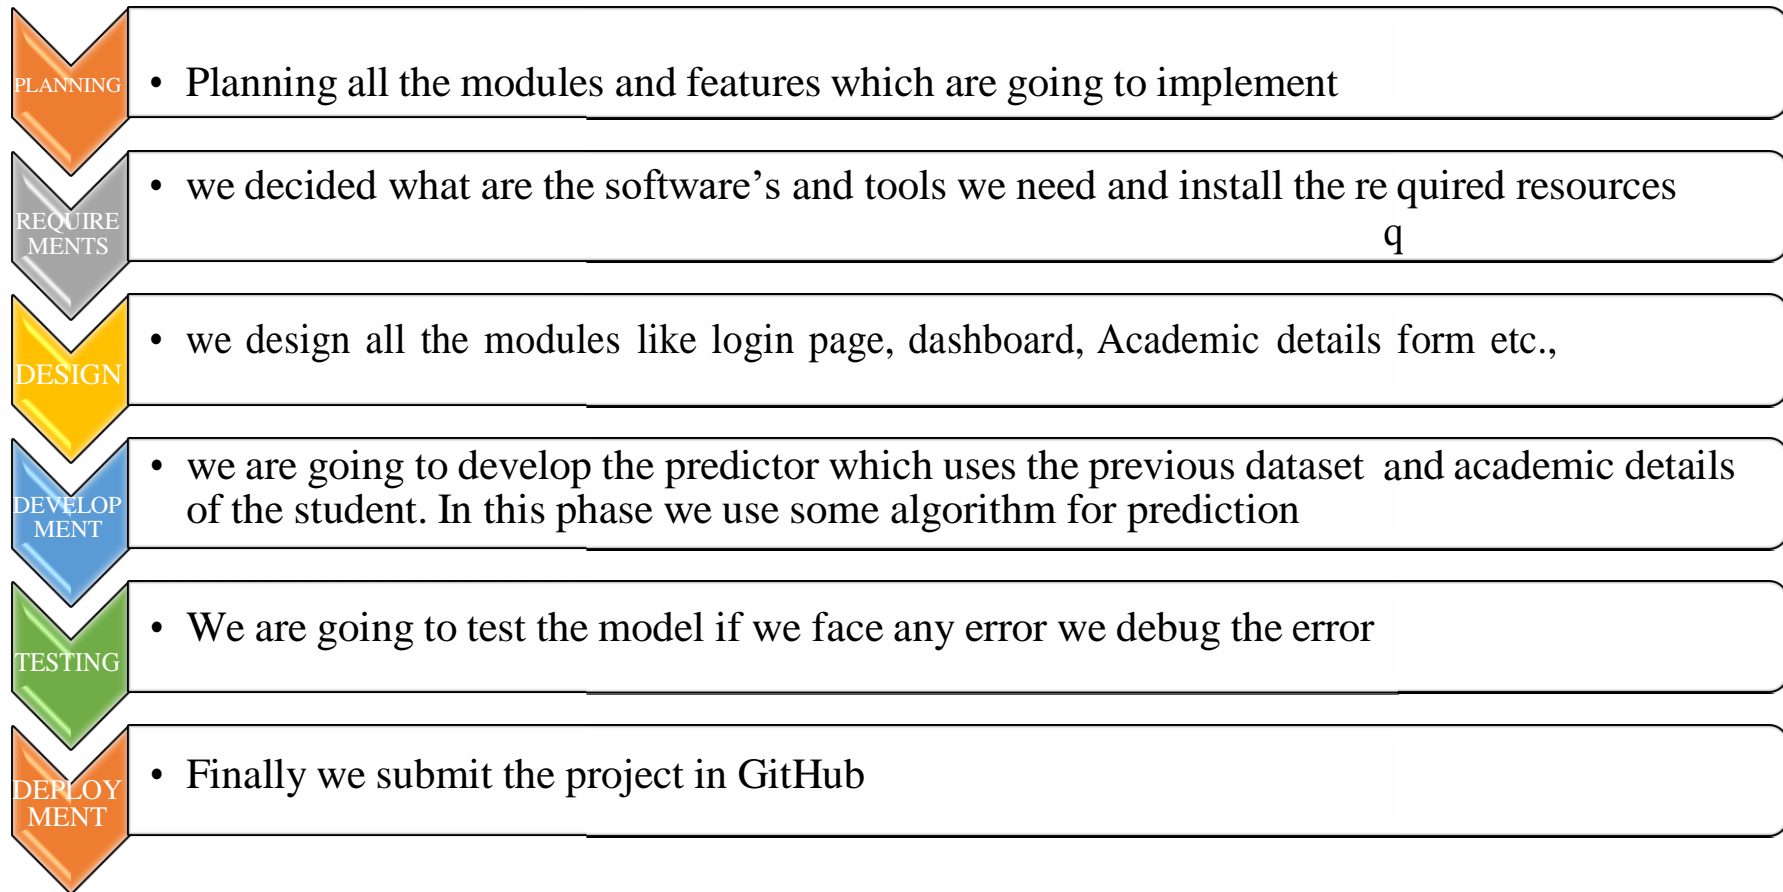 PLANNING
• Planning all the modules and features which are going to implement
REQUIRE
MENTS
• we decided what are the software’s and tools we need and install the re quired resources
q
DESIGN
• we design all the modules like login page, dashboard, Academic details form etc.,
DEVELOP
MENT
• we are going to develop the predictor which uses the previous dataset and academic details
of the student. In this phase we use some algorithm for prediction
TESTING
• We are going to test the model if we face any error we debug the error
DEPLOY
MENT
• Finally we submit the project in GitHub